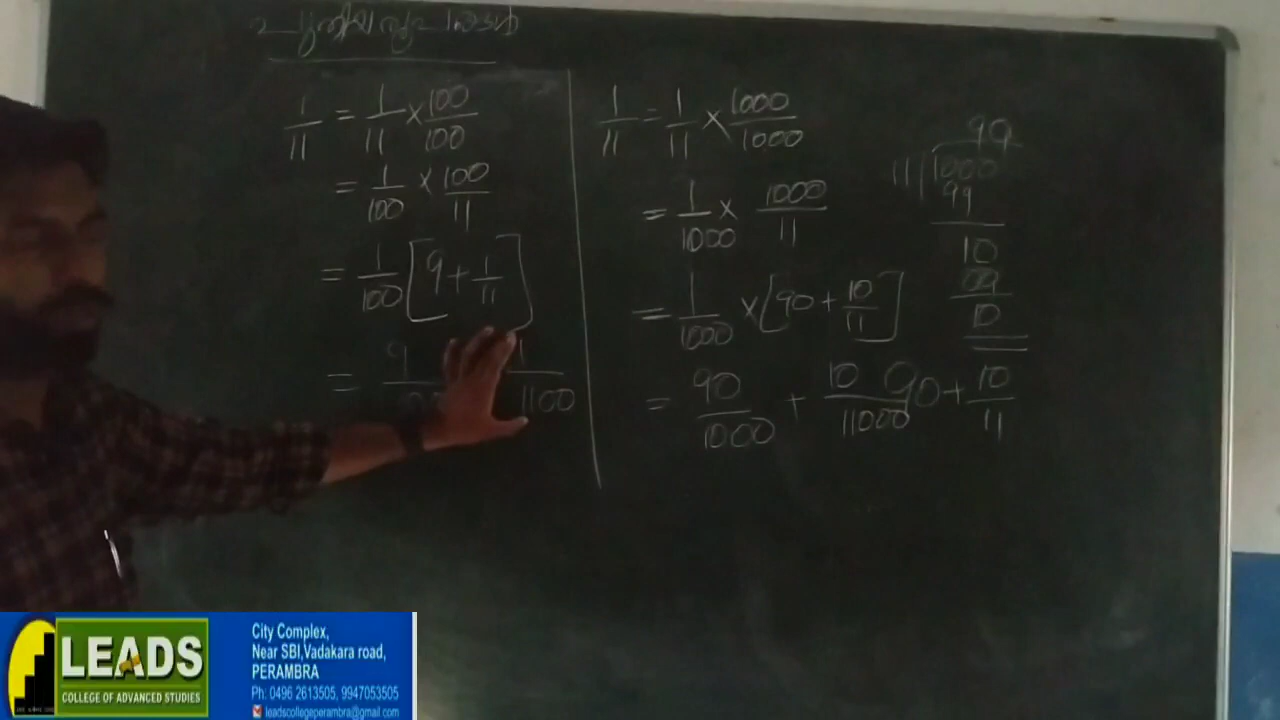 1/11 = 1/11 × 100/100
= 1/100 × 100/11
= 1/100 [9 + 1/11]
= 9 1/1100
1/11 = 1/11 × 1000/1000
= 1/1000 × 1000/11
= 1/1000 × [90 + 10/11]
= 90/1000 + 10/11000
90 + 10/11
90
11 1000
99
10
00
10
LEADS
COLLEGE OF ADVANCED STUDIES
City Complex,
Near SBI,Vadakara road,
PERAMBRA
Ph: 0496 2613505, 9947053505
leadscollegeperambra@gmail.com